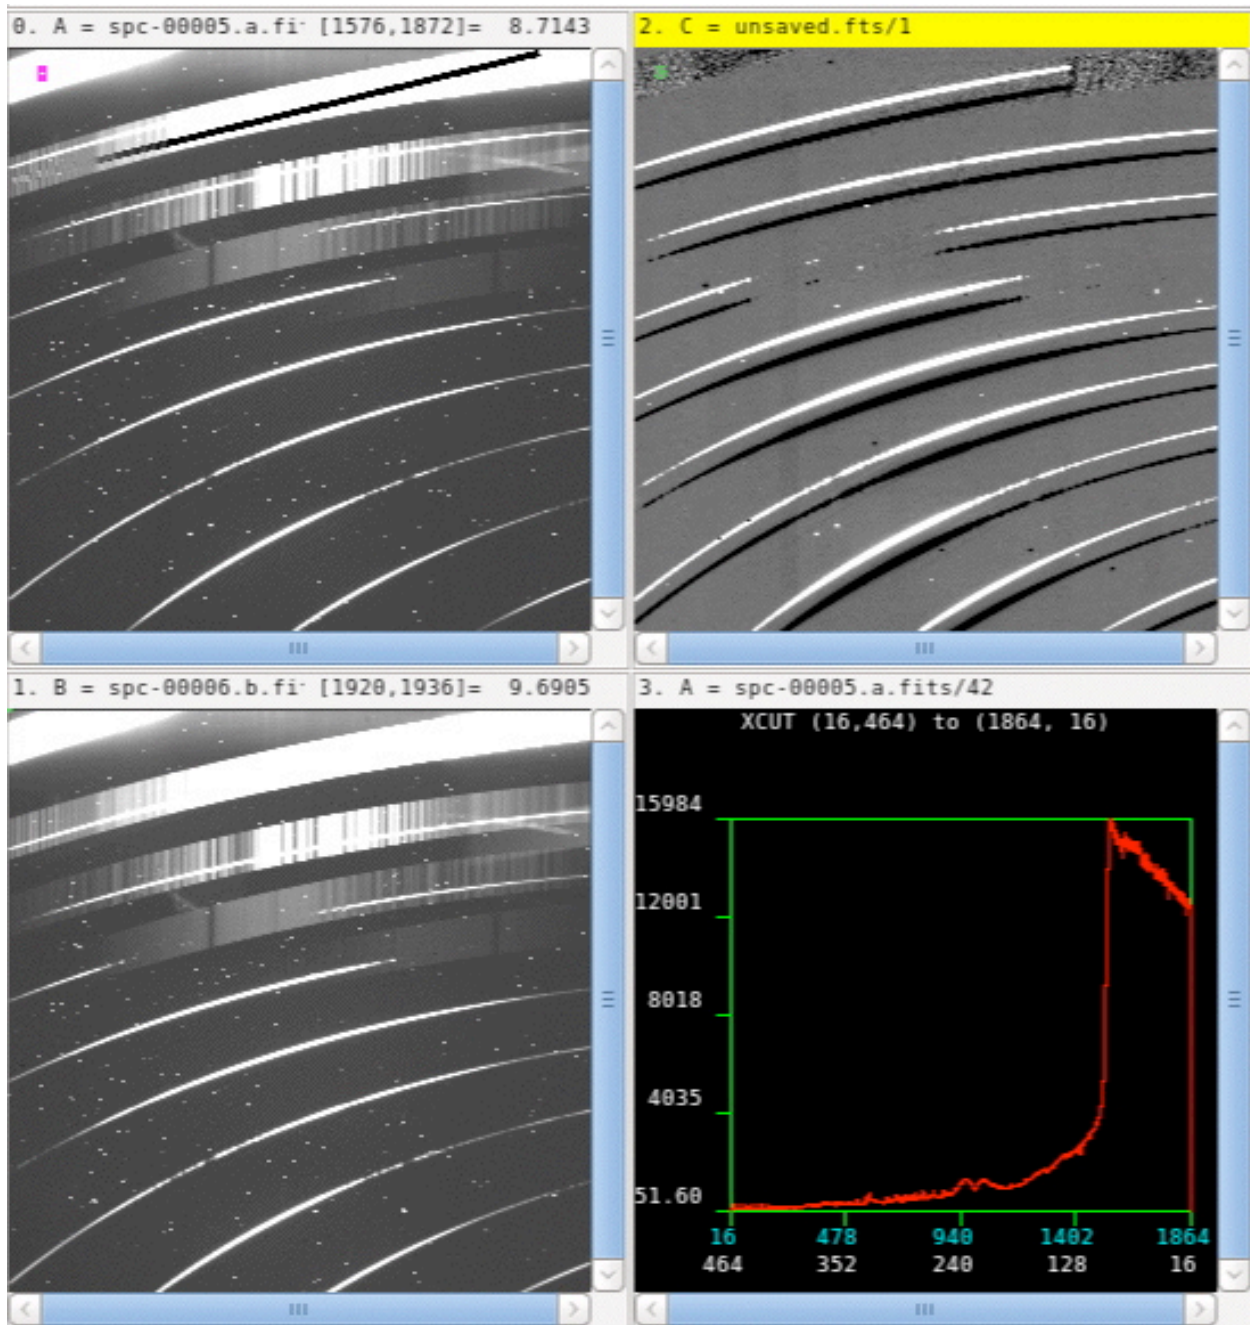 0. A = spc-00005.a.fi [1576,1872]= 8.7143
2. C = unsaved.fts/1
1. B = spc-00006.b.fi [1920,1936]= 9.6905
3. A = spc-00005.a.fits/42
XCUT (16,464) to (1864, 16)
15984
12001
8018
4035
51.60
16 478 940 1402 1864
464 352 240 128 16